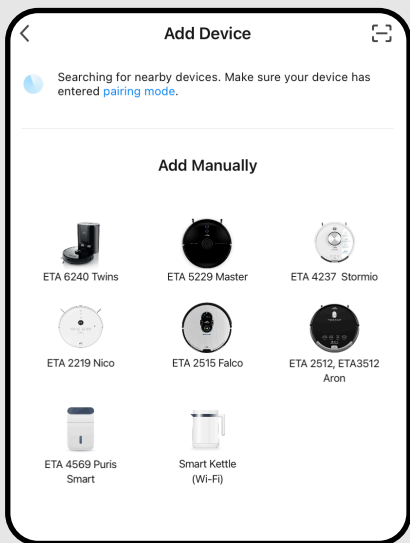 Add Device
Searching for nearby devices. Make sure your device has
entered pairing mode.
Add Manually
ETA 6240 Twins
ETA 5229 Master
ETA 4237 Stormio
ETA 2219 Nico
ETA 2515 Falco
ETA 2512, ETA3512
Aron
ETA 4569 Puris
Smart
Smart Kettle
(Wi-Fi)